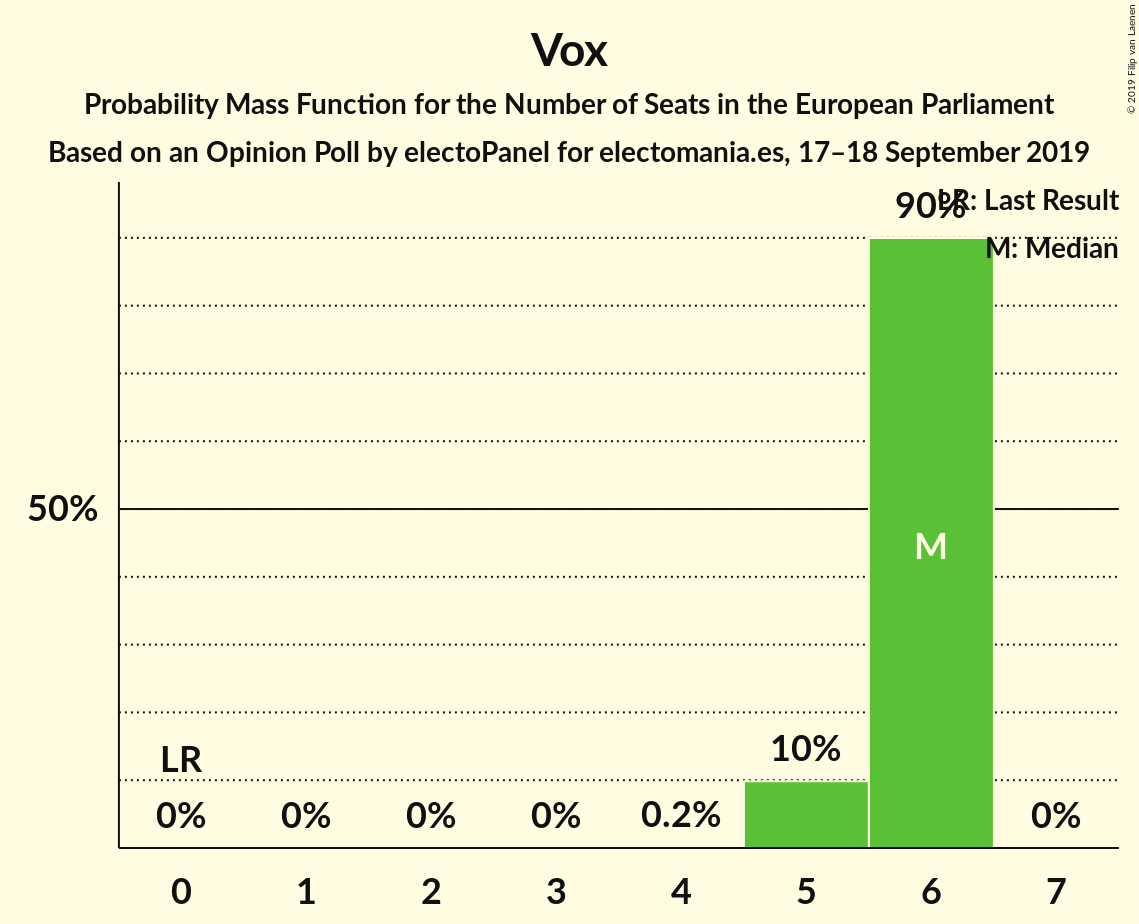 Vox
Probability Mass Function for the Number of Seats in the European Parliament
Based on an Opinion Poll by electoPanel for electomania.es, 17–18 September 2019
© 2019 Filip van Laenen
LR: Last Result
M: Median
90%
50%
M
LR
10%
0%
0%
0%
0%
0.2%
0%
0
1
2
3
4
5
6
7